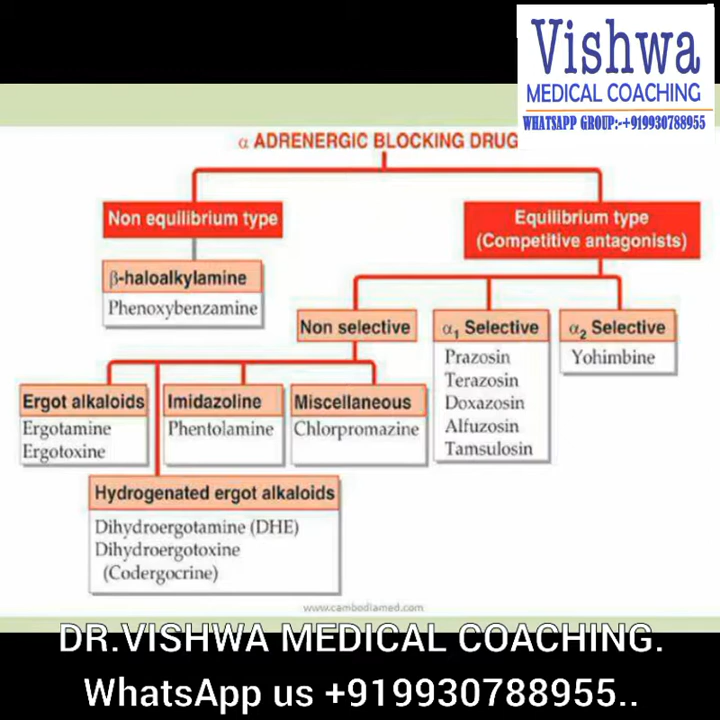 Vishwa
MEDICAL COACHING
WHATSAPP GROUP:-+919930788955
α ADRENERGIC BLOCKING DRUG
Non equilibrium type
Equilibrium type
(Competitive antagonists)
β-haloalkylamine
Phenoxybenzamine
Non selective
α₁ Selective
Prazosin
Terazosin
Doxazosin
Alfuzosin
Tamsulosin
α₂ Selective
Yohimbine
Ergot alkaloids
Ergotamine
Ergotoxine
Imidazoline
Phentolamine
Miscellaneous
Chlorpromazine
Hydrogenated ergot alkaloids
Dihydroergotamine (DHE)
Dihydroergotoxine
(Codergocrine)
www.cambodiamed.com
DR.VISHWA MEDICAL COACHING.
WhatsApp us +919930788955..